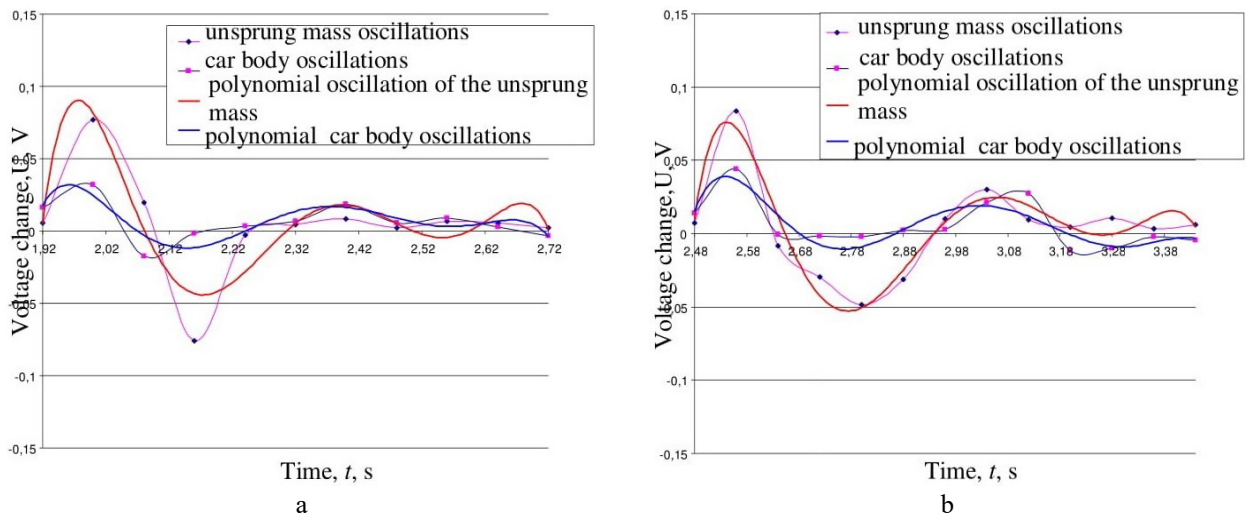 0,15
0,1
0,05
0
-0,05
-0,1
-0,15
Voltage change,U, V
unsprung mass oscillations
car body oscillations
polynomial oscillation of the unsprung
mass
polynomial car body oscillations
1,92 2,02 2,12 2,22 2,32 2,42 2,52 2,62 2,72
Time, t, s
a
0,15
0,1
0,05
0
-0,05
-0,1
-0,15
Voltage change,U, V
unsprung mass oscillations
car body oscillations
polynomial oscillation of the unsprung
mass
polynomial car body oscillations
2,48 2,58 2,68 2,78 2,88 2,98 3,08 3,18 3,28 3,38
Time, t, s
b